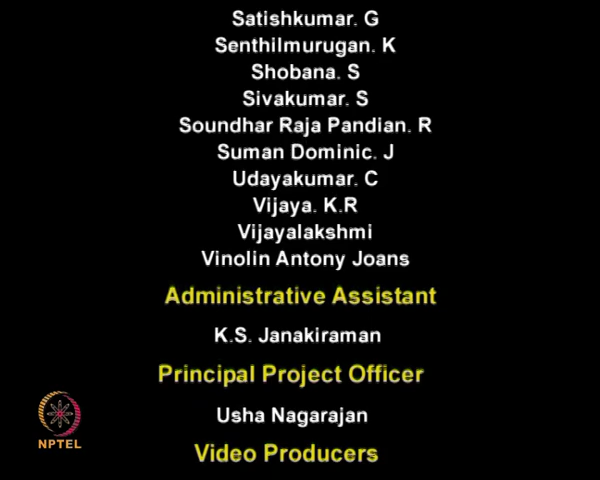 Satishkumar. G
Senthilmurugan. K
Shobana. S
Sivakumar. S
Soundhar Raja Pandian. R
Suman Dominic. J
Udayakumar. C
Vijaya. K.R
Vijayalakshmi
Vinolin Antony Joans
Administrative Assistant
K.S. Janakiraman
Principal Project Officer
Usha Nagarajan
Video Producers
NPTEL